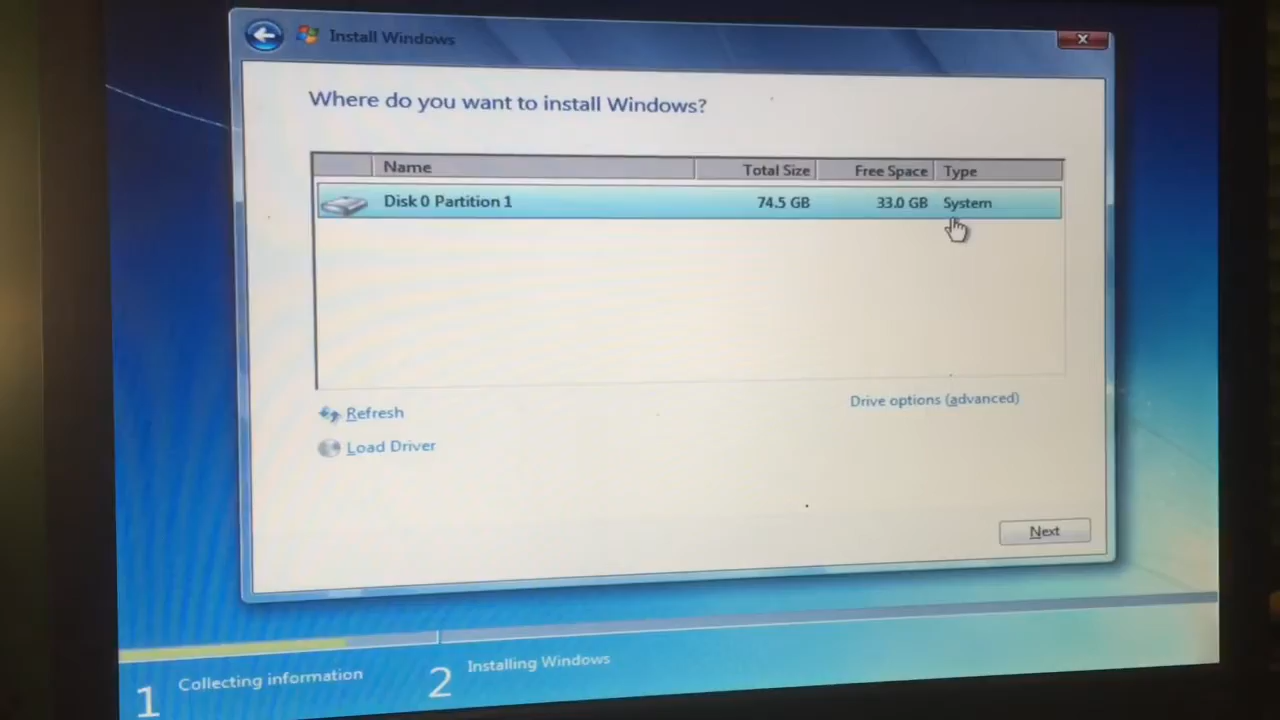 Install Windows
Where do you want to install Windows?
Name Total Size Free Space Type
Disk 0 Partition 1 74.5 GB 33.0 GB System
Refresh Drive options (advanced)
Load Driver
Next
1 Collecting information 2 Installing Windows